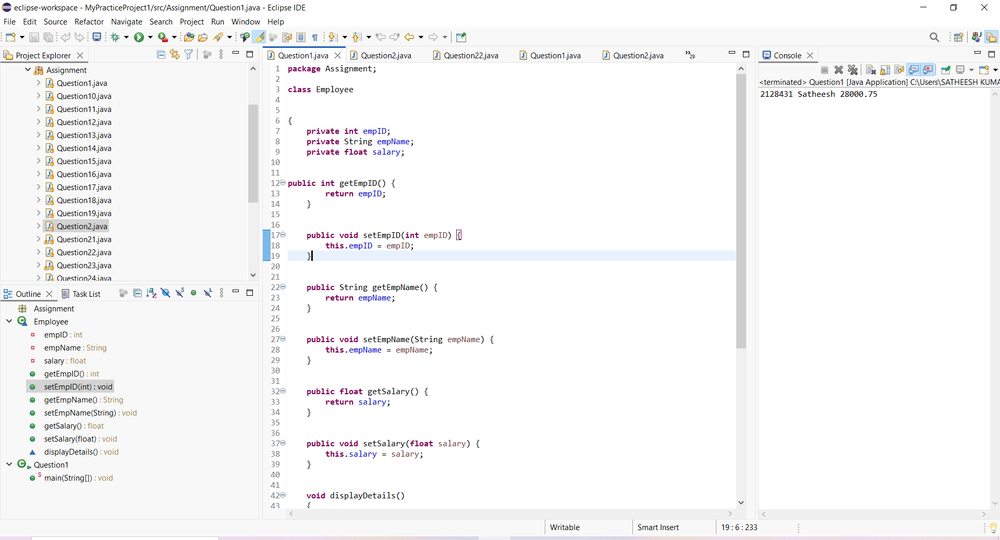 eclipse-workspace - MyPracticeProject1/src/Assignment/Question1.java - Eclipse IDE
File Edit Source Refactor Navigate Search Project Run Window Help
Project Explorer
Assignment
Question1.java
Question10.java
Question11.java
Question12.java
Question13.java
Question14.java
Question15.java
Question16.java
Question17.java
Question18.java
Question19.java
Question2.java
Question21.java
Question22.java
Question23.java
Question24.java
Outline Task List
Assignment
Employee
empID : int
empName : String
salary : float
getEmpID() : int
setEmpID(int) : void
getEmpName() : String
setEmpName(String) : void
getSalary() : float
setSalary(float) : void
displayDetails() : void
Question1
main(String[]) : void
Question1.java Question2.java Question22.java Question1.java Question2.java »29
1 package Assignment;
2
3 class Employee
4
5
6 {
7 private int empID;
8 private String empName;
9 private float salary;
10
11
12 public int getEmpID() {
13 return empID;
14 }
15
16
17 public void setEmpID(int empID) {
18 this.empID = empID;
19 }
20
21
22 public String getEmpName() {
23 return empName;
24 }
25
26
27 public void setEmpName(String empName) {
28 this.empName = empName;
29 }
30
31
32 public float getSalary() {
33 return salary;
34 }
35
36
37 public void setSalary(float salary) {
38 this.salary = salary;
39 }
40
41
42 void displayDetails()
43 {
Console
<terminated> Question1 [Java Application] C:\Users\SATHEESH KUMA
2128431 Satheesh 28000.75
Writable Smart Insert 19 : 6 : 233